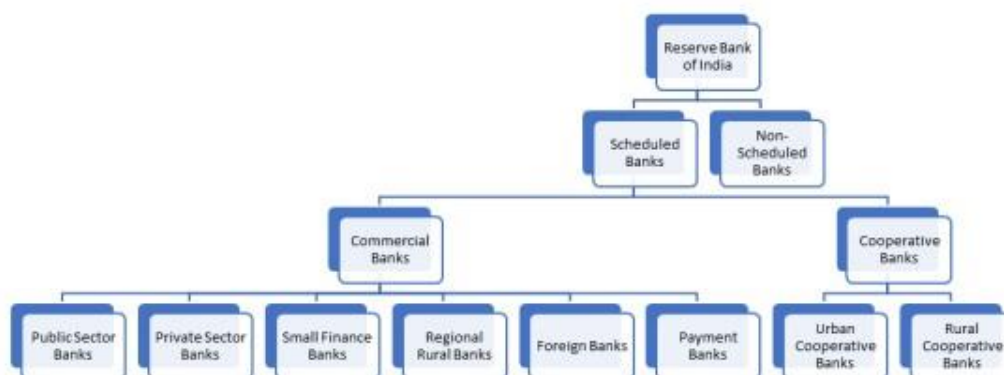 Reserve Bank
of India
Scheduled
Banks
Non-
Scheduled
Banks
Commercial
Banks
Cooperative
Banks
Public Sector
Banks
Private Sector
Banks
Small Finance
Banks
Regional
Rural Banks
Foreign Banks
Payment
Banks
Urban
Cooperative
Banks
Rural
Cooperative
Banks